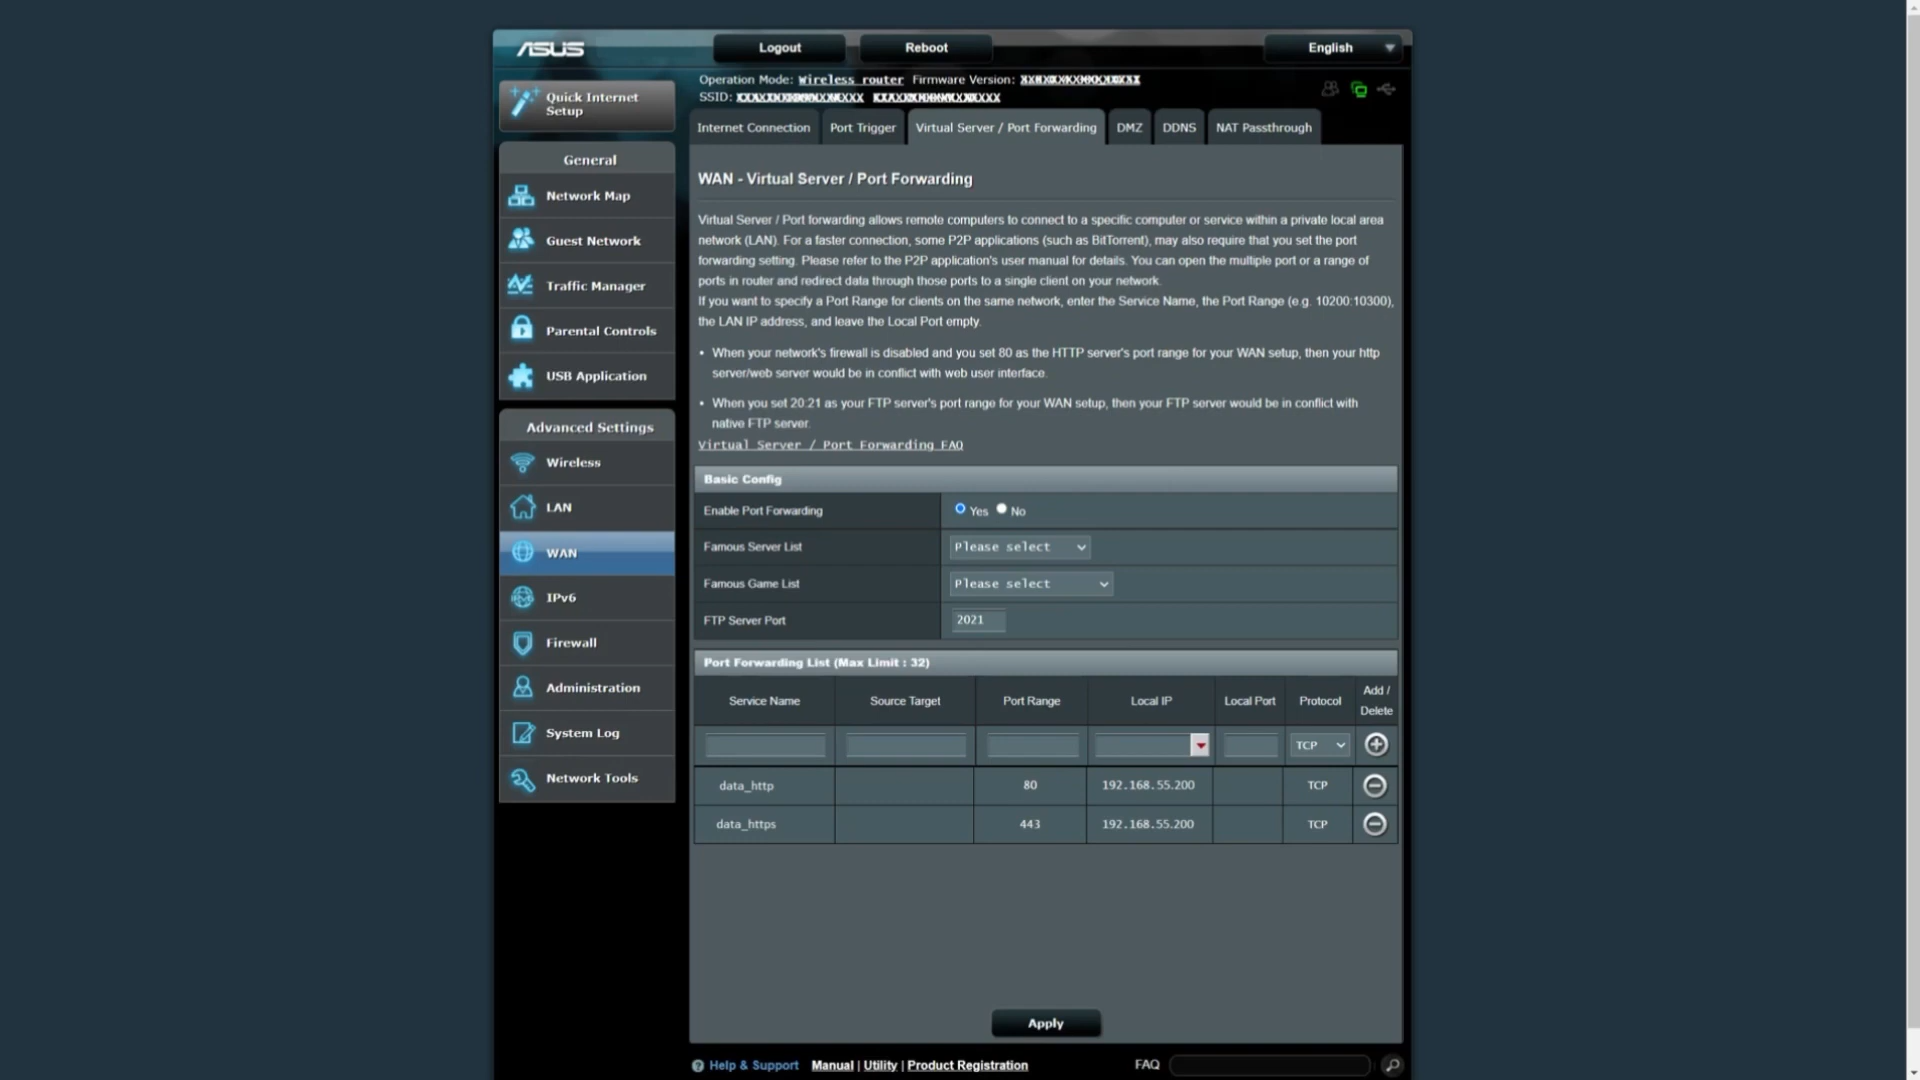 ASUS
Logout
Reboot
English
Quick Internet
Setup
Operation Mode: Wireless router Firmware Version:
SSID:
Internet Connection
Port Trigger
Virtual Server / Port Forwarding
DMZ
DDNS
NAT Passthrough
General
Network Map
Guest Network
Traffic Manager
Parental Controls
USB Application
Advanced Settings
Wireless
LAN
WAN
IPv6
Firewall
Administration
System Log
Network Tools
WAN - Virtual Server / Port Forwarding
Virtual Server / Port forwarding allows remote computers to connect to a specific computer or service within a private local area
network (LAN). For a faster connection, some P2P applications (such as BitTorrent), may also require that you set the port
forwarding setting. Please refer to the P2P application's user manual for details. You can open the multiple port or a range of
ports in router and redirect data through those ports to a single client on your network.
If you want to specify a Port Range for clients on the same network, enter the Service Name, the Port Range (e.g. 10200:10300),
the LAN IP address, and leave the Local Port empty.
• When your network's firewall is disabled and you set 80 as the HTTP server's port range for your WAN setup, then your http
server/web server would be in conflict with web user interface.
• When you set 20:21 as your FTP server's port range for your WAN setup, then your FTP server would be in conflict with
native FTP server.
Virtual Server / Port Forwarding FAQ
Basic Config
Enable Port Forwarding
Yes No
Famous Server List
Please select
Famous Game List
Please select
FTP Server Port
2021
Port Forwarding List (Max Limit : 32)
Service Name
Source Target
Port Range
Local IP
Local Port
Protocol
Add /
Delete
TCP
data_http 80 192.168.55.200 TCP
data_https 443 192.168.55.200 TCP
Apply
Help & Support
Manual | Utility | Product Registration
FAQ